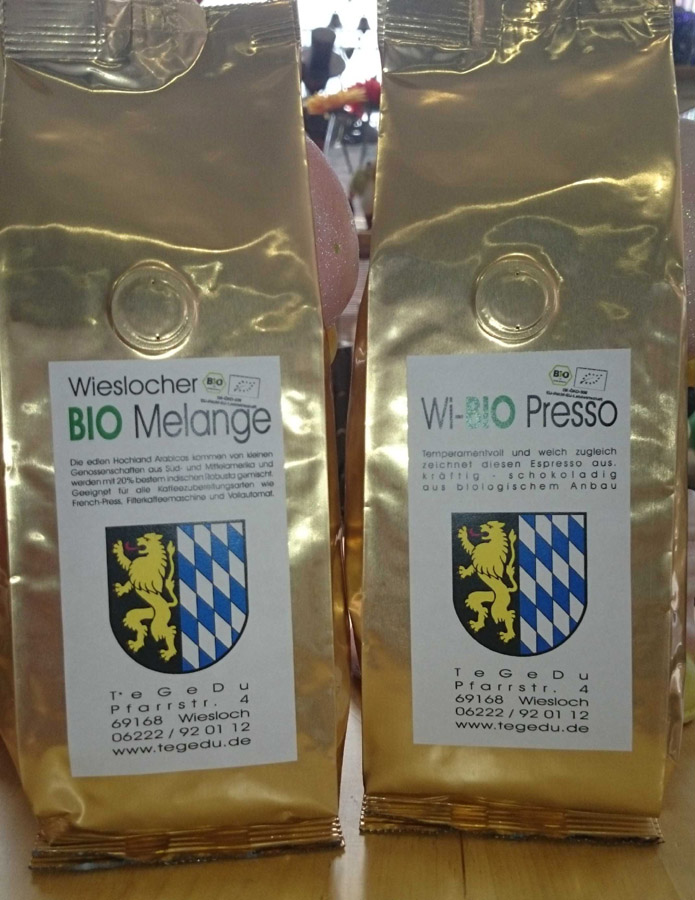 Wieslocher
BIO
BIO Melange
Die edlen Hochland Arabicas kommen von kleinen
Genossenschaften aus Süd- und Mittelamerika und
werden mit 20% bestem indischen Robusta gemischt.
Geeignet für alle Kaffeezubereitungsarten wie
French-Press, Filterkaffeemaschine und Vollautomat.
TeGeDu
Pfarrstr. 4
69168 Wiesloch
06222 / 92 01 12
www.tegedu.de
BIO
Wi-BIO Presso
Temperamentvoll und weich zugleich
zeichnet diesen Espresso aus.
kräftig - schokoladig
aus biologischem Anbau
TeGeDu
Pfarrstr. 4
69168 Wiesloch
06222 / 92 01 12
www.tegedu.de